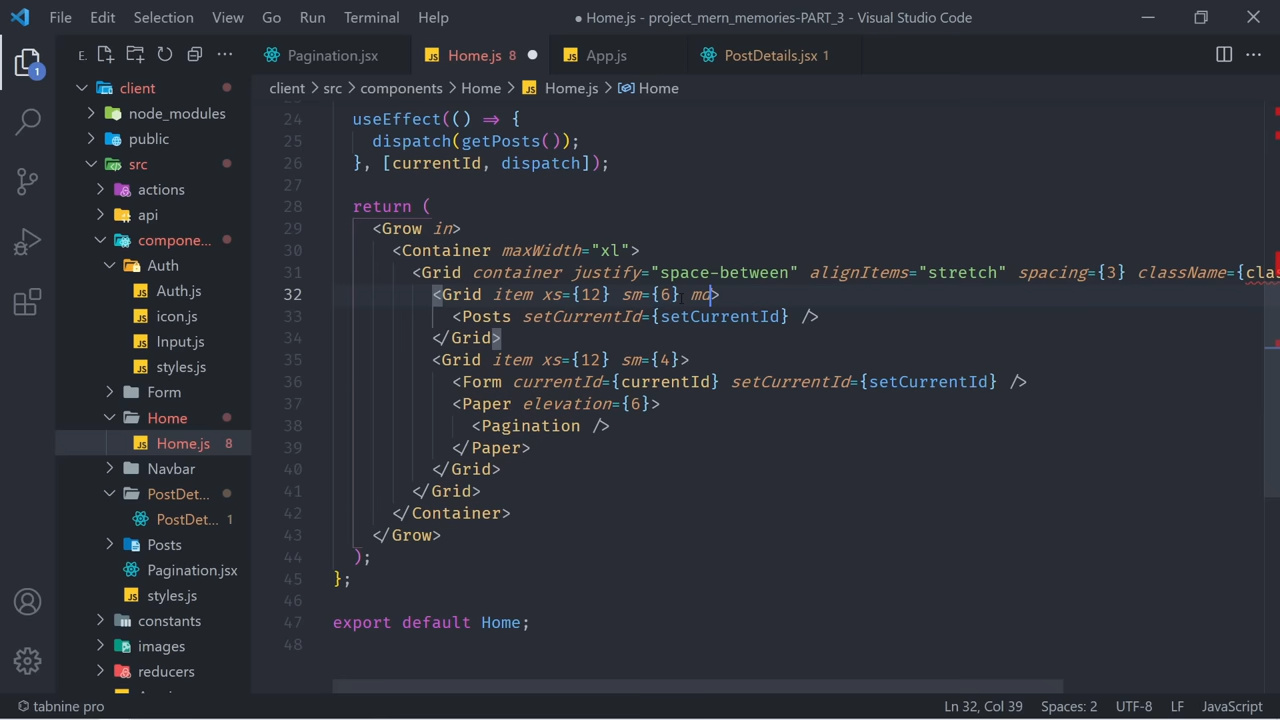 File Edit Selection View Go Run Terminal Help
● Home.js - project_mern_memories-PART_3 - Visual Studio Code
E.
Pagination.jsx
Home.js 8
App.js
PostDetails.jsx 1
client > src > components > Home > Home.js > Home
1
client
node_modules
public
src
actions
api
compone...
Auth
Auth.js
icon.js
Input.js
styles.js
Form
Home
Home.js 8
Navbar
PostDet...
PostDet... 1
Posts
Pagination.jsx
styles.js
constants
images
reducers
24 useEffect(() => {
25 dispatch(getPosts());
26 }, [currentId, dispatch]);
27
28 return (
29 <Grow in>
30 <Container maxWidth="xl">
31 <Grid container justify="space-between" alignItems="stretch" spacing={3} className={clas
32 <Grid item xs={12} sm={6} md>
33 <Posts setCurrentId={setCurrentId} />
34 </Grid>
35 <Grid item xs={12} sm={4}>
36 <Form currentId={currentId} setCurrentId={setCurrentId} />
37 <Paper elevation={6}>
38 <Pagination />
39 </Paper>
40 </Grid>
41 </Grid>
42 </Container>
43 </Grow>
44 );
45 };
46
47 export default Home;
48
tabnine pro
Ln 32, Col 39 Spaces: 2 UTF-8 LF JavaScript